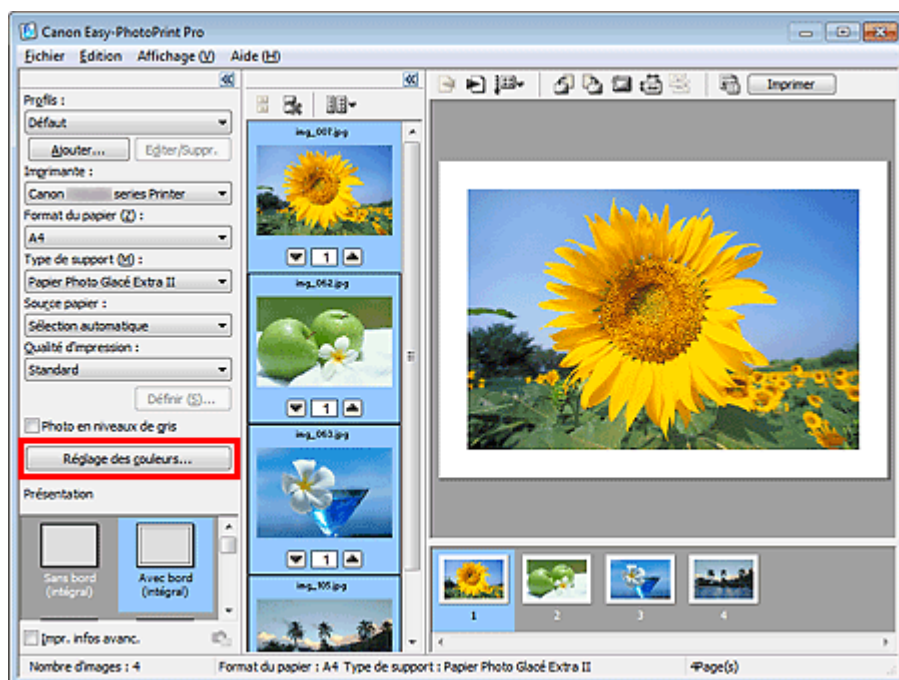 Canon Easy-PhotoPrint Pro
Fichier Édition Affichage (V) Aide (H)
Profils :
Défaut
Ajouter... Editer/Suppr.
Imprimante :
Canon series Printer
Format du papier (Z) :
A4
Type de support (M) :
Papier Photo Glacé Extra II
Source papier :
Sélection automatique
Qualité d'impression :
Standard
Définir (S)...
Photo en niveaux de gris
Réglage des couleurs...
Présentation
Sans bord
(intégral)
Avec bord
(intégral)
Impr. infos avanc.
img_007.jpg
1
img_052.jpg
1
img_053.jpg
1
img_105.jpg
Imprimer
1 2 3 4
Nombre d'images : 4 Format du papier : A4 Type de support : Papier Photo Glacé Extra II 4Page(s)